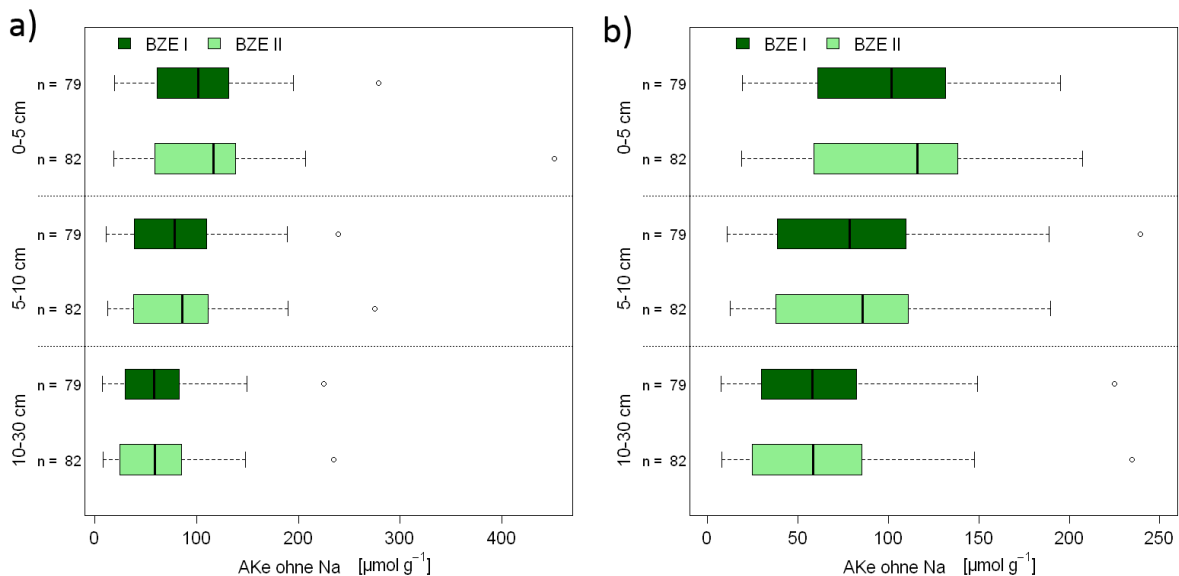 a)
BZE I BZE II
0-5 cm
n = 79
n = 82
5-10 cm
n = 79
n = 82
10-30 cm
n = 79
n = 82
0 100 200 300 400
AKe ohne Na [µmol g⁻¹]
b)
BZE I BZE II
0-5 cm
n = 79
n = 82
5-10 cm
n = 79
n = 82
10-30 cm
n = 79
n = 82
0 50 100 150 200 250
AKe ohne Na [µmol g⁻¹]